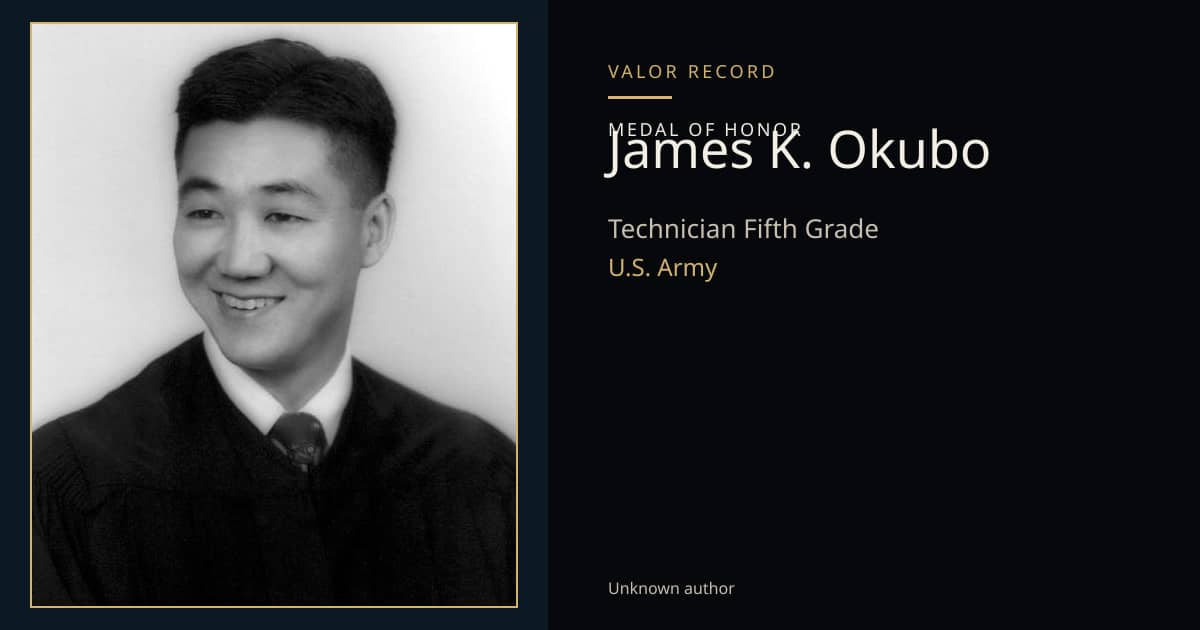 VALOR RECORD
MEDAL OF HONOR
James K. Okubo
Technician Fifth Grade
U.S. Army
Unknown author